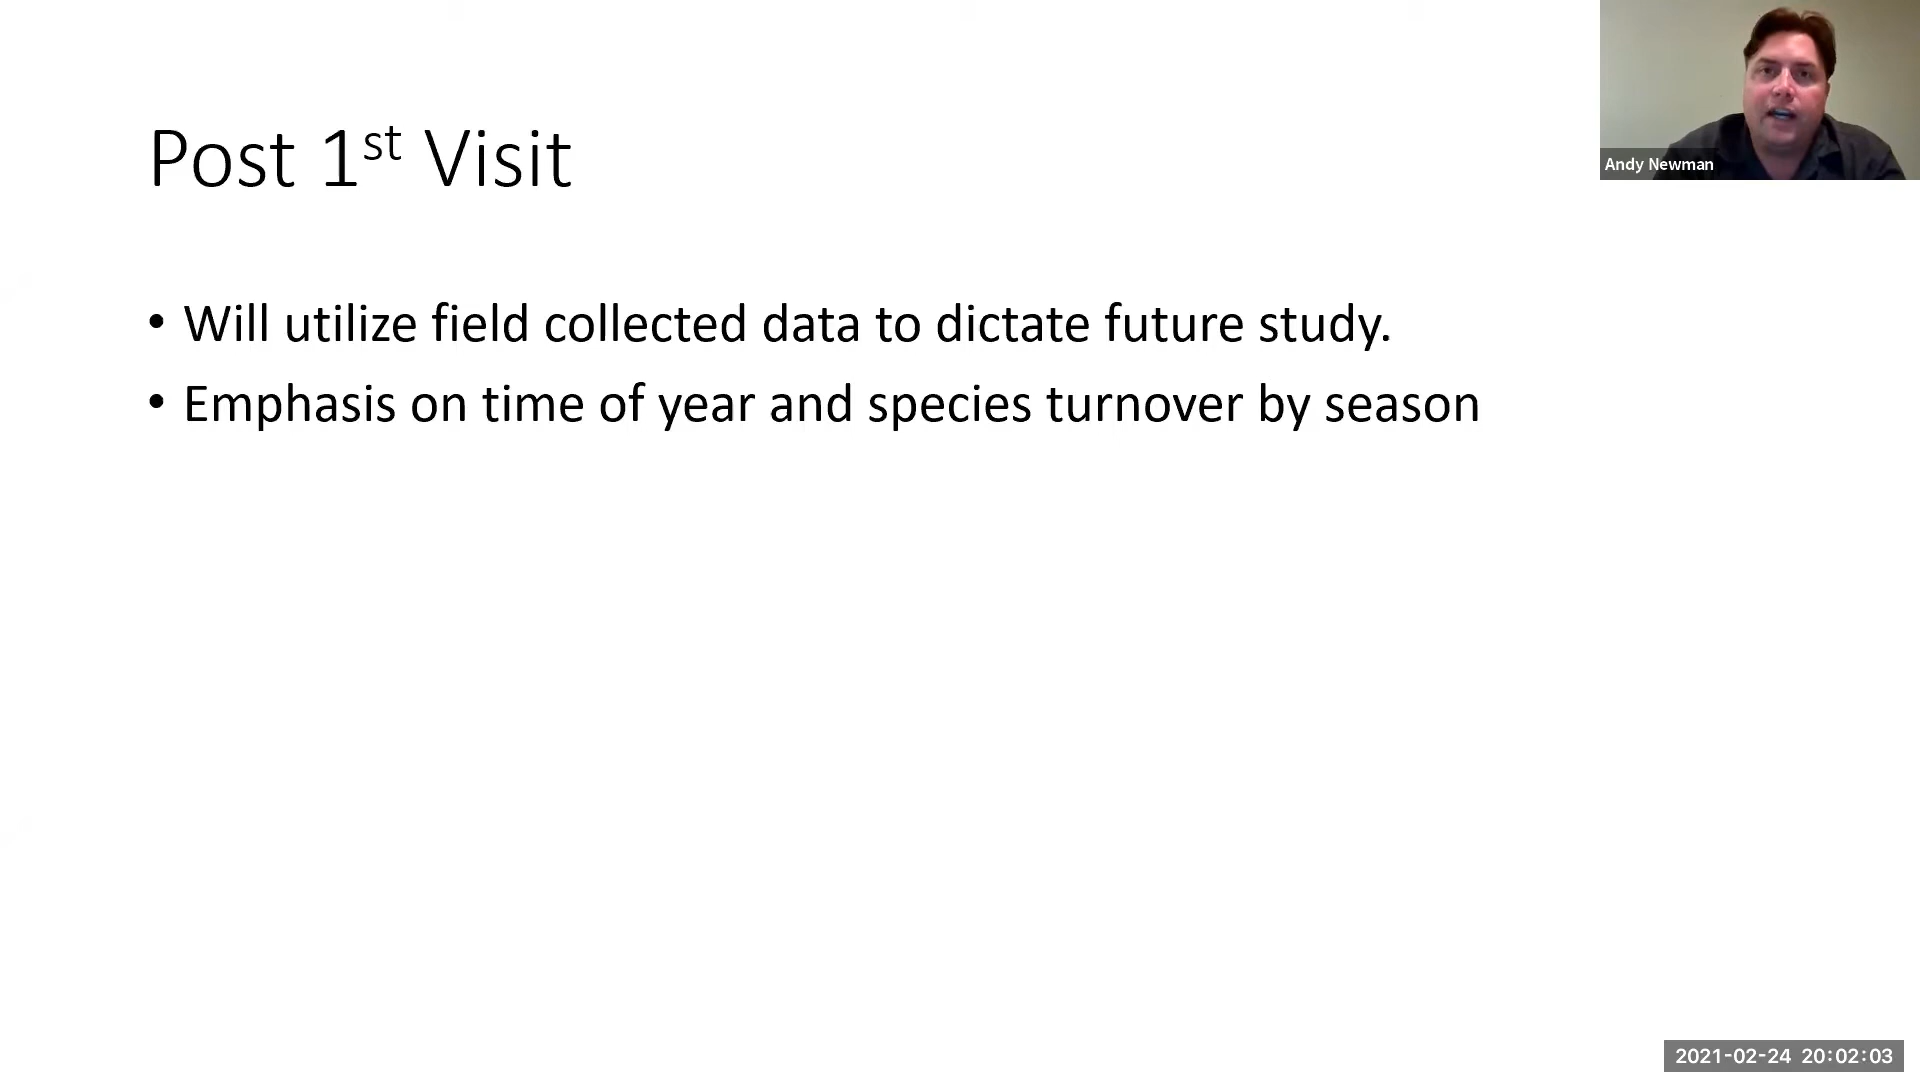 Post 1st Visit
• Will utilize field collected data to dictate future study.
• Emphasis on time of year and species turnover by season
Andy Newman
2021-02-24 20:02:03